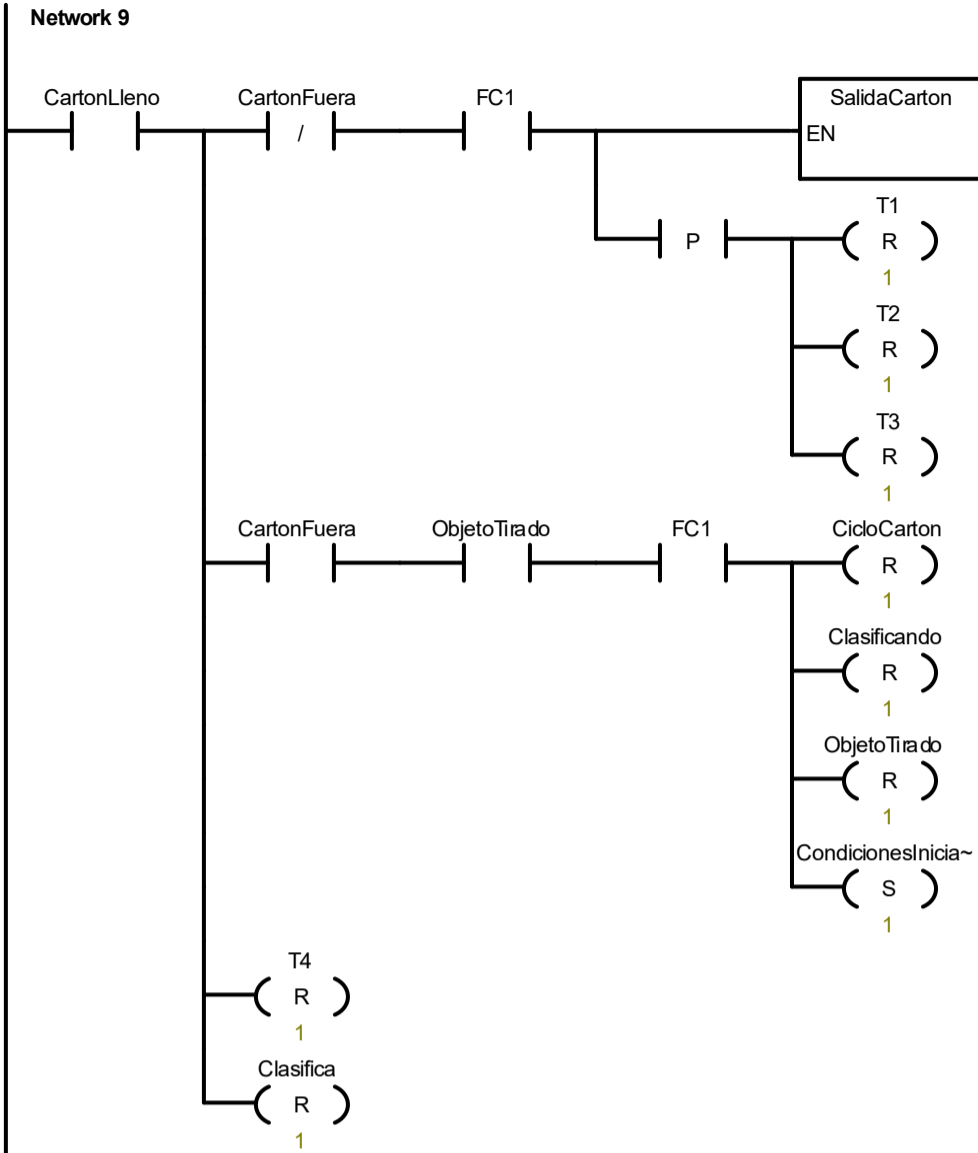 Network 9
CartonLleno CartonFuera FC1 SalidaCarton
/ EN
T1
P R
1
T2
R
1
T3
R
1
CartonFuera ObjetoTirado FC1 CicloCarton
R
1
Clasificando
R
1
ObjetoTirado
R
1
CondicionesInicia~
S
1
T4
R
1
Clasifica
R
1